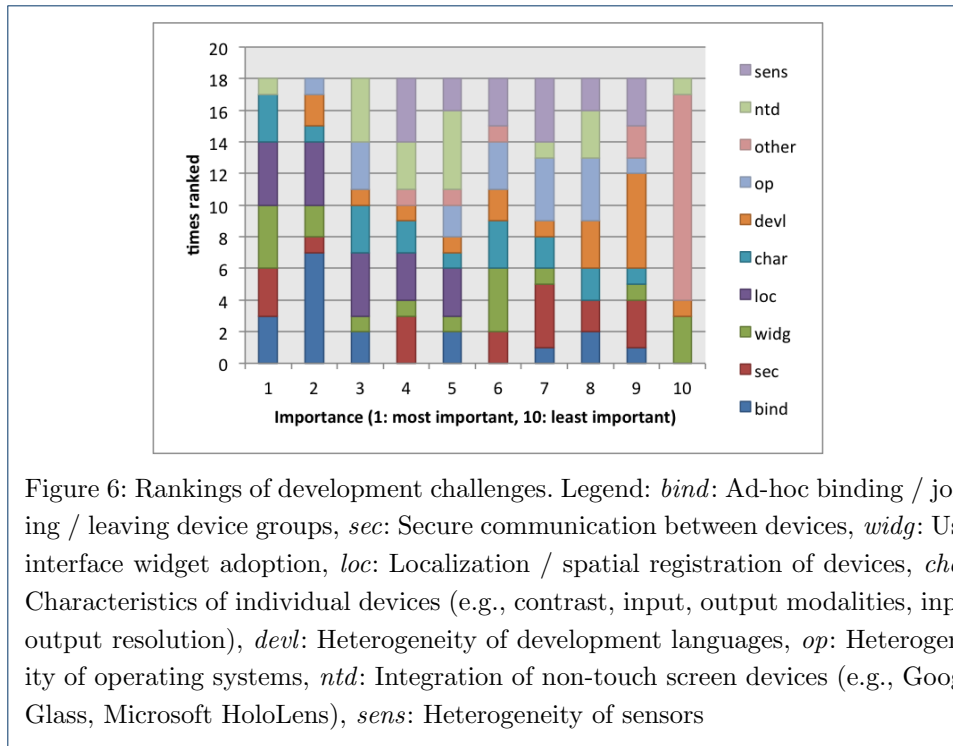 20
18
16
14
12
10
8
6
4
2
0
times ranked
1 2 3 4 5 6 7 8 9 10
Importance (1: most important, 10: least important)
sens
ntd
other
op
devl
char
loc
widg
sec
bind
Figure 6: Rankings of development challenges. Legend: bind: Ad-hoc binding / jo
ing / leaving device groups, sec: Secure communication between devices, widg: Us
interface widget adoption, loc: Localization / spatial registration of devices, cha
Characteristics of individual devices (e.g., contrast, input, output modalities, inp
output resolution), devl: Heterogeneity of development languages, op: Heterogen
ity of operating systems, ntd: Integration of non-touch screen devices (e.g., Goog
Glass, Microsoft HoloLens), sens: Heterogeneity of sensors